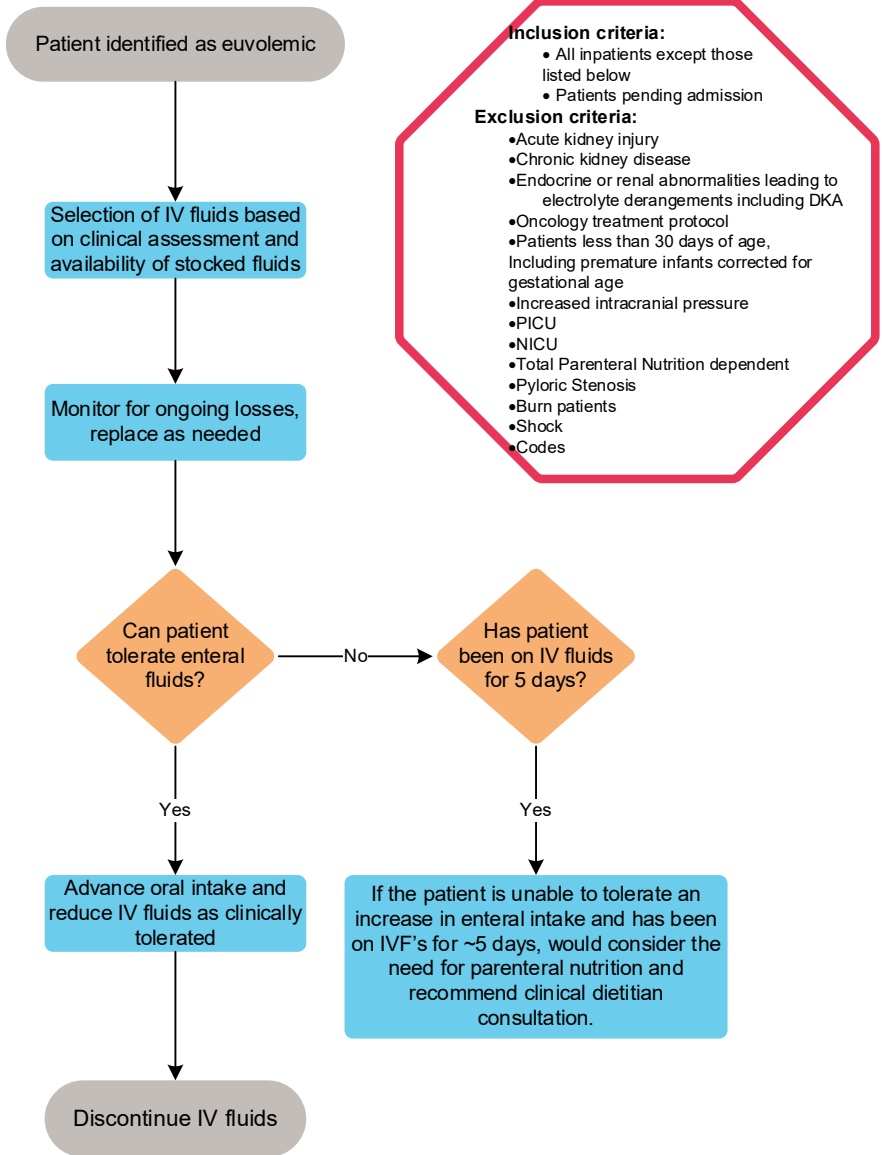 Patient identified as euvolemic
Inclusion criteria:
• All inpatients except those
listed below
• Patients pending admission
Exclusion criteria:
•Acute kidney injury
•Chronic kidney disease
•Endocrine or renal abnormalities leading to
electrolyte derangements including DKA
•Oncology treatment protocol
•Patients less than 30 days of age,
Including premature infants corrected for
gestational age
•Increased intracranial pressure
•PICU
•NICU
•Total Parenteral Nutrition dependent
•Pyloric Stenosis
•Burn patients
•Shock
•Codes
Selection of IV fluids based
on clinical assessment and
availability of stocked fluids
Monitor for ongoing losses,
replace as needed
Can patient
tolerate enteral
fluids?
No
Has patient
been on IV fluids
for 5 days?
Yes
Yes
Advance oral intake and
reduce IV fluids as clinically
tolerated
If the patient is unable to tolerate an
increase in enteral intake and has been
on IVF's for ~5 days, would consider the
need for parenteral nutrition and
recommend clinical dietitian
consultation.
Discontinue IV fluids